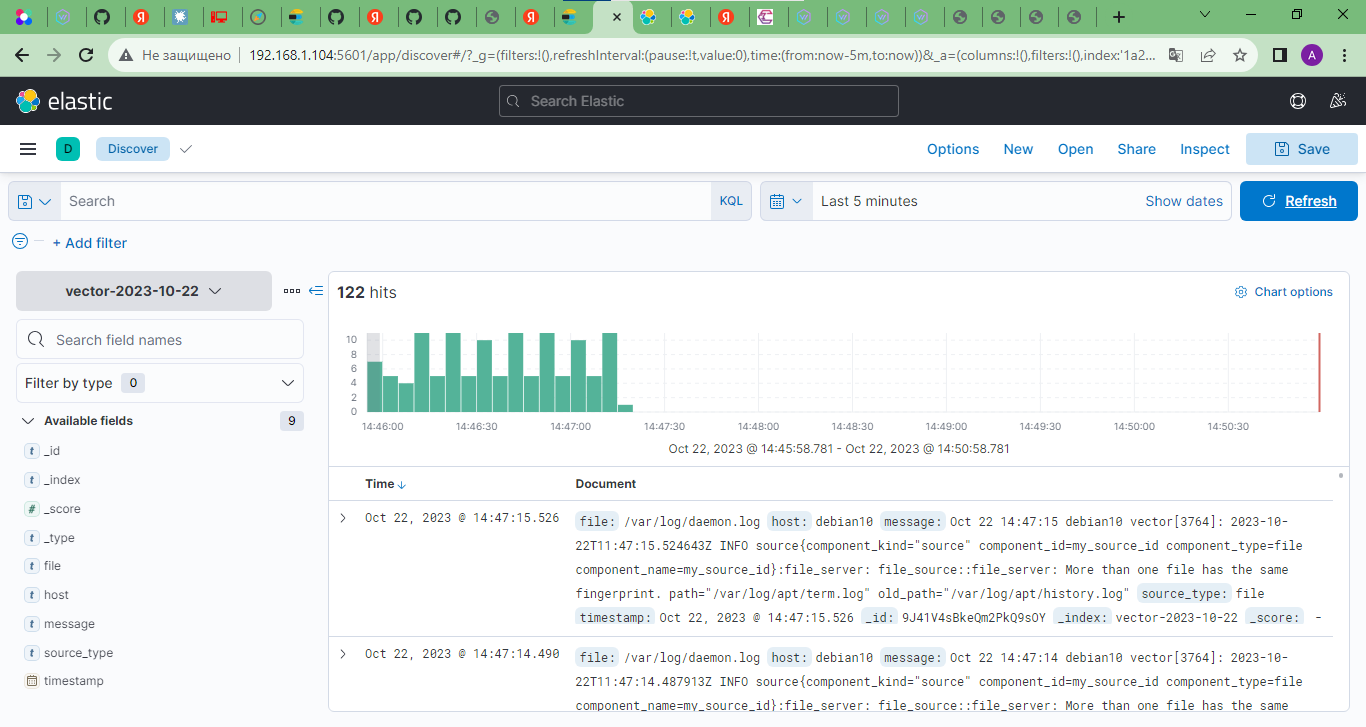 Не защищено
192.168.1.104:5601/app/discover#/?_g=(filters:!(),refreshInterval:(pause:!t,value:0),time:(from:now-5m,to:now))&_a=(columns:!(),filters:!(),index:'1a2...
A
elastic
Search Elastic
D
Discover
Options
New
Open
Share
Inspect
Save
Search
KQL
Last 5 minutes
Show dates
Refresh
+ Add filter
vector-2023-10-22
122 hits
Chart options
Search field names
Filter by type 0
Available fields 9
t _id
t _index
# _score
t _type
t file
t host
t message
t source_type
timestamp
10
8
6
4
2
0
14:46:00 14:46:30 14:47:00 14:47:30 14:48:00 14:48:30 14:49:00 14:49:30 14:50:00 14:50:30
Oct 22, 2023 @ 14:45:58.781 - Oct 22, 2023 @ 14:50:58.781
Time Document
Oct 22, 2023 @ 14:47:15.526 file: /var/log/daemon.log host: debian10 message: Oct 22 14:47:15 debian10 vector[3764]: 2023-10-
22T11:47:15.524643Z INFO source{component_kind="source" component_id=my_source_id component_type=file
component_name=my_source_id}:file_server: file_source::file_server: More than one file has the same
fingerprint. path="/var/log/apt/term.log" old_path="/var/log/apt/history.log" source_type: file
timestamp: Oct 22, 2023 @ 14:47:15.526 _id: 9J41V4sBkeQm2PkQ9sOY _index: vector-2023-10-22 _score: -
Oct 22, 2023 @ 14:47:14.490 file: /var/log/daemon.log host: debian10 message: Oct 22 14:47:14 debian10 vector[3764]: 2023-10-
22T11:47:14.487913Z INFO source{component_kind="source" component_id=my_source_id component_type=file
component_name=my_source_id}:file_server: file_source::file_server: More than one file has the same